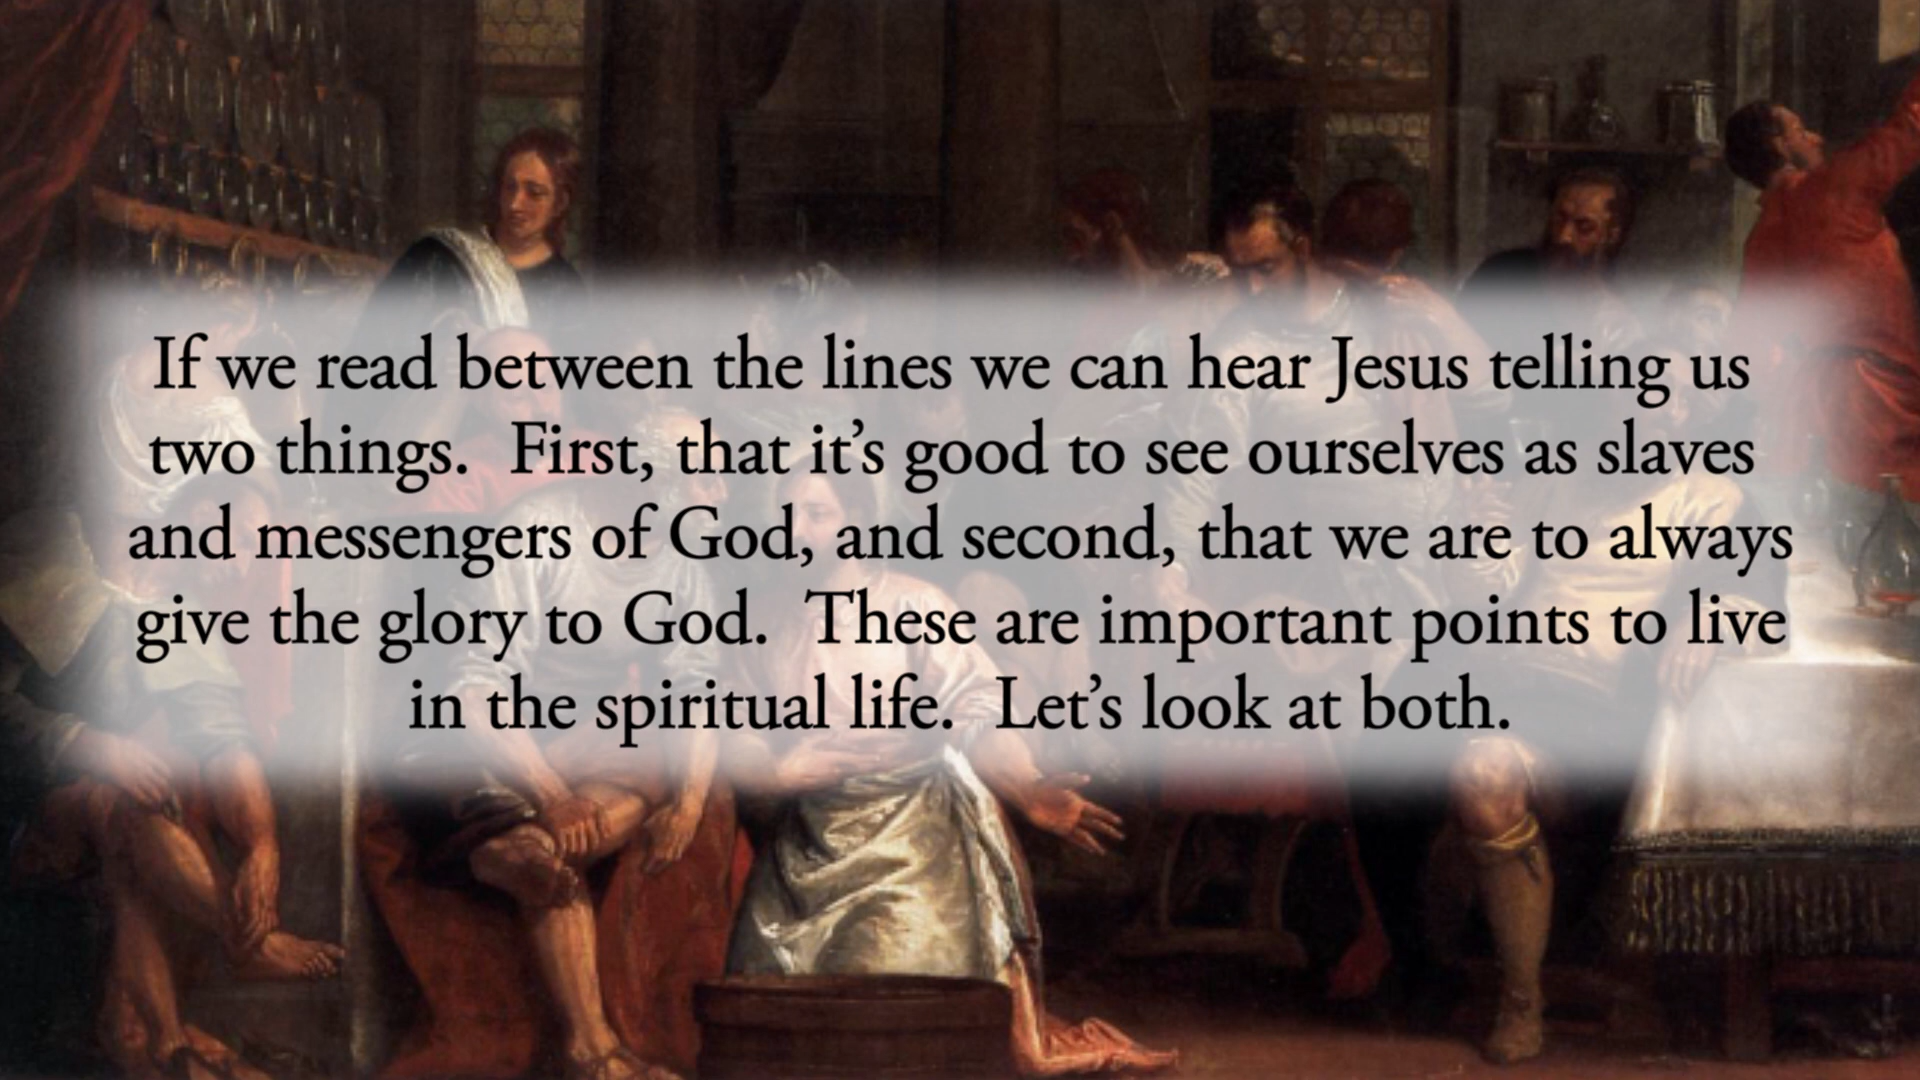 If we read between the lines we can hear Jesus telling us
two things.  First, that it’s good to see ourselves as slaves
and messengers of God, and second, that we are to always
give the glory to God.  These are important points to live
in the spiritual life.  Let’s look at both.